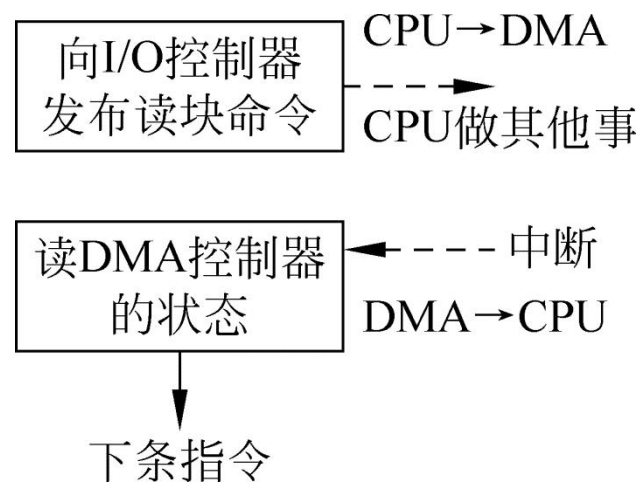 向I/O控制器
发布读块命令
CPU→DMA
CPU做其他事
读DMA控制器
的状态
中断
DMA→CPU
下条指令